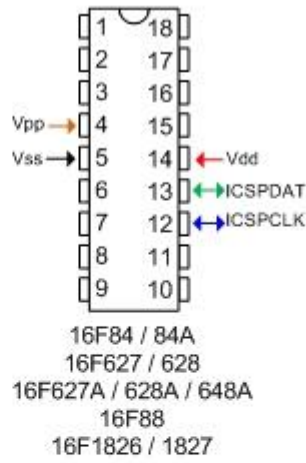 1 18
2 17
3 16
Vpp 4 15
Vss 5 14 Vdd
6 13 ICSPDAT
7 12 ICSPCLK
8 11
9 10
16F84 / 84A
16F627 / 628
16F627A / 628A / 648A
16F88
16F1826 / 1827